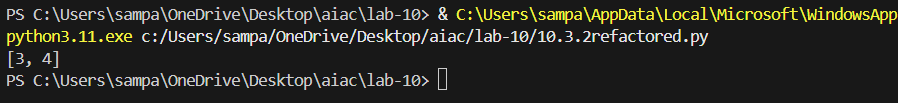 PS C:\Users\sampa\OneDrive\Desktop\aiac\lab-10> & C:\Users\sampa\AppData\Local\Microsoft\WindowsApp
python3.11.exe c:/Users/sampa/OneDrive/Desktop/aiac/lab-10/10.3.2refactored.py
[3, 4]
PS C:\Users\sampa\OneDrive\Desktop\aiac\lab-10>